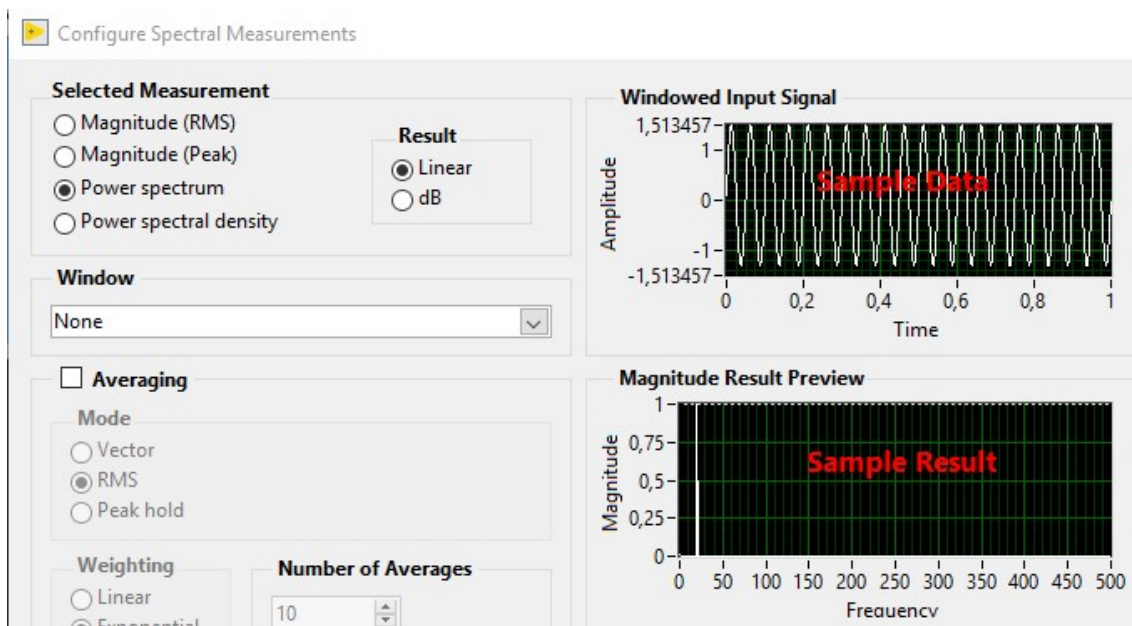 Configure Spectral Measurements
Selected Measurement
Magnitude (RMS)
Magnitude (Peak)
Power spectrum
Power spectral density
Result
Linear
dB
Window
None
Averaging
Mode
Vector
RMS
Peak hold
Weighting
Linear
Exponential
Number of Averages
10
Windowed Input Signal
1,513457
1
0
-1
-1,513457
Amplitude
Sample Data
0 0,2 0,4 0,6 0,8 1
Time
Magnitude Result Preview
1
0,75
0,5
0,25
0
Magnitude
Sample Result
0 50 100 150 200 250 300 350 400 450 500
Frequency